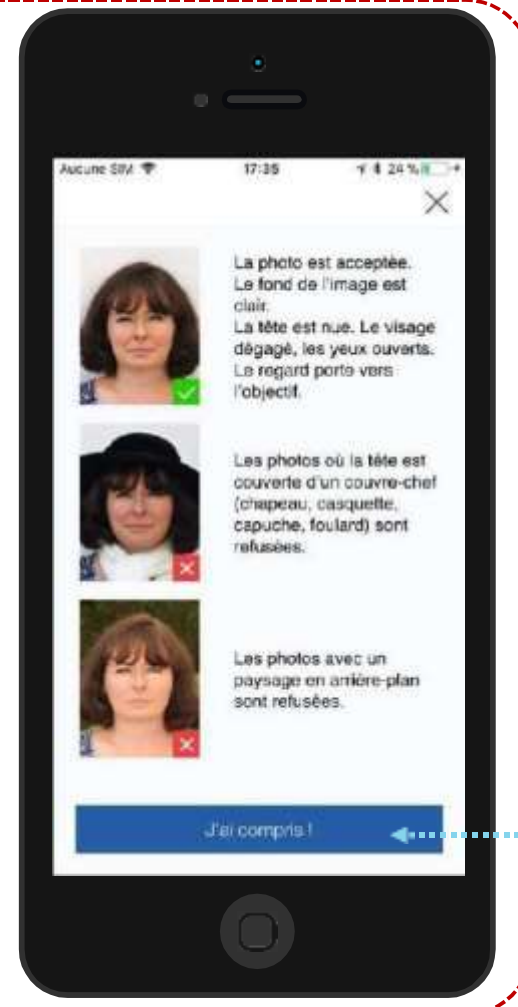 Aucune SIM 17:35 24 %
La photo est acceptée.
Le fond de l'image est
clair.
La tête est nue. Le visage
dégagé, les yeux ouverts.
Le regard porte vers
l'objectif.
Les photos où la tête est
couverte d'un couvre-chef
(chapeau, casquette,
capuche, foulard) sont
refusées.
Les photos avec un
paysage en arrière-plan
sont refusées.
J'ai compris !